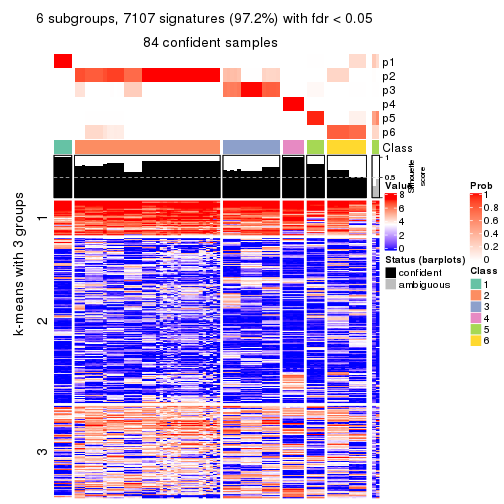 6 subgroups, 7107 signatures (97.2%) with fdr < 0.05
84 confident samples
p1
p2
p3
p4
p5
p6
Class
1
0.5
0
Silhouette
score
k-means with 3 groups
1
2
3
Value
8
6
4
2
0
Status (barplots)
confident
ambiguous
Prob
1
0.8
0.6
0.4
0.2
0
Class
1
2
3
4
5
6